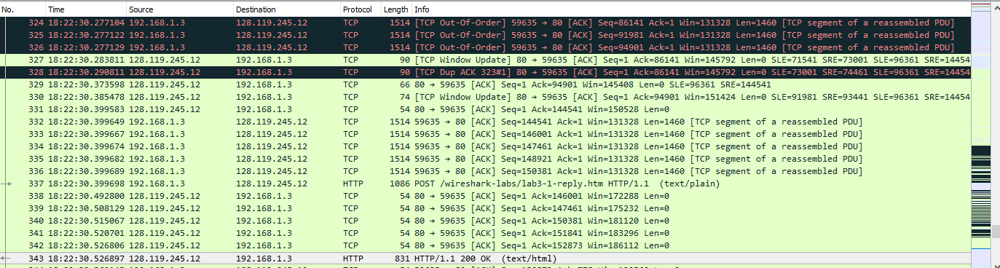 No. Time Source Destination Protocol Length Info
324 18:22:30.277104 192.168.1.3 128.119.245.12 TCP 1514 [TCP Out-Of-Order] 59635 → 80 [ACK] Seq=86141 Ack=1 Win=131328 Len=1460 [TCP segment of a reassembled PDU]
325 18:22:30.277122 192.168.1.3 128.119.245.12 TCP 1514 [TCP Out-Of-Order] 59635 → 80 [ACK] Seq=91981 Ack=1 Win=131328 Len=1460 [TCP segment of a reassembled PDU]
326 18:22:30.277129 192.168.1.3 128.119.245.12 TCP 1514 [TCP Out-Of-Order] 59635 → 80 [ACK] Seq=94901 Ack=1 Win=131328 Len=1460 [TCP segment of a reassembled PDU]
327 18:22:30.283811 128.119.245.12 192.168.1.3 TCP 90 [TCP Window Update] 80 → 59635 [ACK] Seq=1 Ack=86141 Win=145792 Len=0 SLE=71541 SRE=73001 SLE=96361 SRE=14454
328 18:22:30.290811 128.119.245.12 192.168.1.3 TCP 90 [TCP Dup ACK 323#1] 80 → 59635 [ACK] Seq=1 Ack=86141 Win=145792 Len=0 SLE=73001 SRE=74461 SLE=96361 SRE=14454
329 18:22:30.373598 128.119.245.12 192.168.1.3 TCP 66 80 → 59635 [ACK] Seq=1 Ack=94901 Win=145408 Len=0 SLE=96361 SRE=144541
330 18:22:30.385478 128.119.245.12 192.168.1.3 TCP 74 [TCP Window Update] 80 → 59635 [ACK] Seq=1 Ack=94901 Win=151424 Len=0 SLE=91981 SRE=93441 SLE=96361 SRE=14454
331 18:22:30.399583 128.119.245.12 192.168.1.3 TCP 54 80 → 59635 [ACK] Seq=1 Ack=144541 Win=150528 Len=0
332 18:22:30.399649 192.168.1.3 128.119.245.12 TCP 1514 59635 → 80 [ACK] Seq=144541 Ack=1 Win=131328 Len=1460 [TCP segment of a reassembled PDU]
333 18:22:30.399667 192.168.1.3 128.119.245.12 TCP 1514 59635 → 80 [ACK] Seq=146001 Ack=1 Win=131328 Len=1460 [TCP segment of a reassembled PDU]
334 18:22:30.399674 192.168.1.3 128.119.245.12 TCP 1514 59635 → 80 [ACK] Seq=147461 Ack=1 Win=131328 Len=1460 [TCP segment of a reassembled PDU]
335 18:22:30.399682 192.168.1.3 128.119.245.12 TCP 1514 59635 → 80 [ACK] Seq=148921 Ack=1 Win=131328 Len=1460 [TCP segment of a reassembled PDU]
336 18:22:30.399689 192.168.1.3 128.119.245.12 TCP 1514 59635 → 80 [ACK] Seq=150381 Ack=1 Win=131328 Len=1460 [TCP segment of a reassembled PDU]
337 18:22:30.399698 192.168.1.3 128.119.245.12 HTTP 1086 POST /wireshark-labs/lab3-1-reply.htm HTTP/1.1 (text/plain)
338 18:22:30.492800 128.119.245.12 192.168.1.3 TCP 54 80 → 59635 [ACK] Seq=1 Ack=146001 Win=172288 Len=0
339 18:22:30.508129 128.119.245.12 192.168.1.3 TCP 54 80 → 59635 [ACK] Seq=1 Ack=147461 Win=175232 Len=0
340 18:22:30.515067 128.119.245.12 192.168.1.3 TCP 54 80 → 59635 [ACK] Seq=1 Ack=150381 Win=181120 Len=0
341 18:22:30.520701 128.119.245.12 192.168.1.3 TCP 54 80 → 59635 [ACK] Seq=1 Ack=151841 Win=183296 Len=0
342 18:22:30.526806 128.119.245.12 192.168.1.3 TCP 54 80 → 59635 [ACK] Seq=1 Ack=152873 Win=186112 Len=0
343 18:22:30.526897 128.119.245.12 192.168.1.3 HTTP 831 HTTP/1.1 200 OK (text/html)